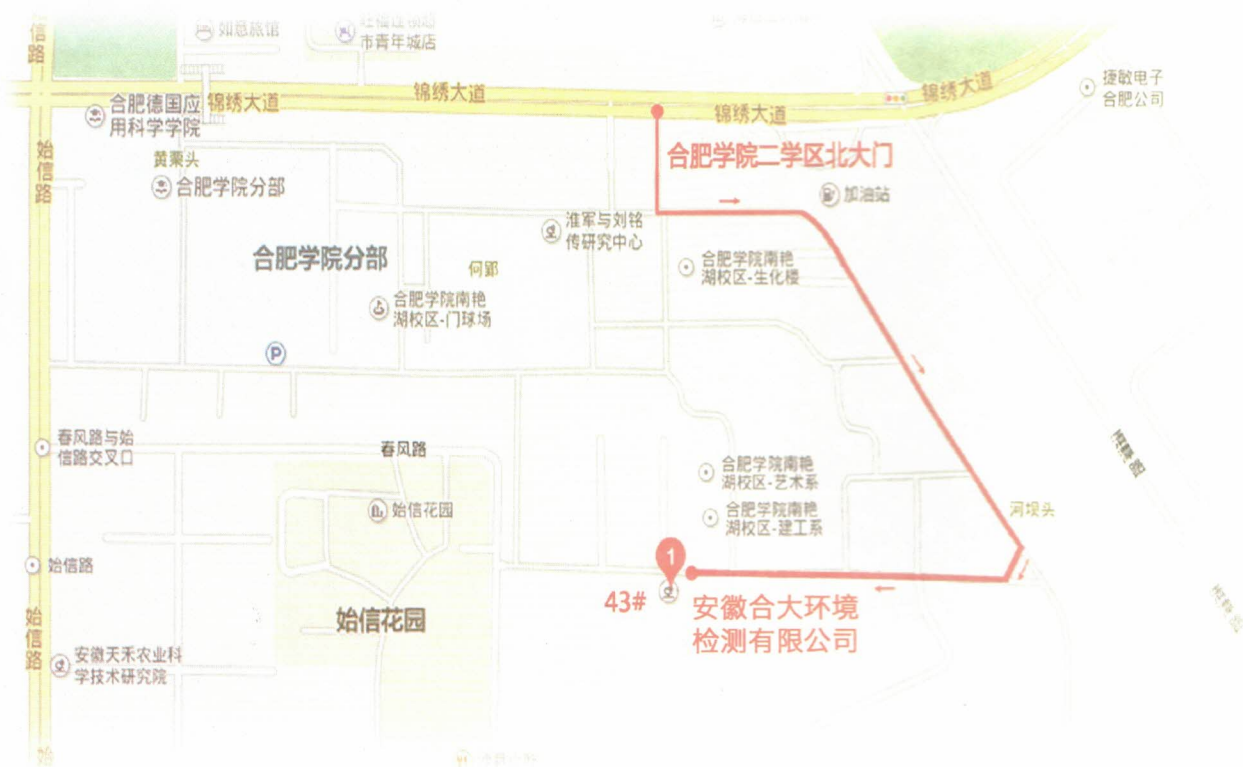 信路
如意旅馆
市青年城店
锦绣大道
锦绣大道
锦绣大道
锦绣大道
捷敏电子
合肥公司
合肥德国应
用科学学院
始信路
黄栗头
合肥学院分部
合肥学院二学区北大门
加油站
淮军与刘铭
传研究中心
合肥学院分部
何郢
合肥学院南艳
湖校区-生化楼
合肥学院南艳
湖校区-门球场
P
春风路与始
信路交叉口
春风路
合肥学院南艳
湖校区-艺术系
始信花园
合肥学院南艳
湖校区-建工系
河坝头
1
始信路
43#
安徽合大环境
检测有限公司
始信花园
始信路
安徽天禾农业科
学技术研究院
始